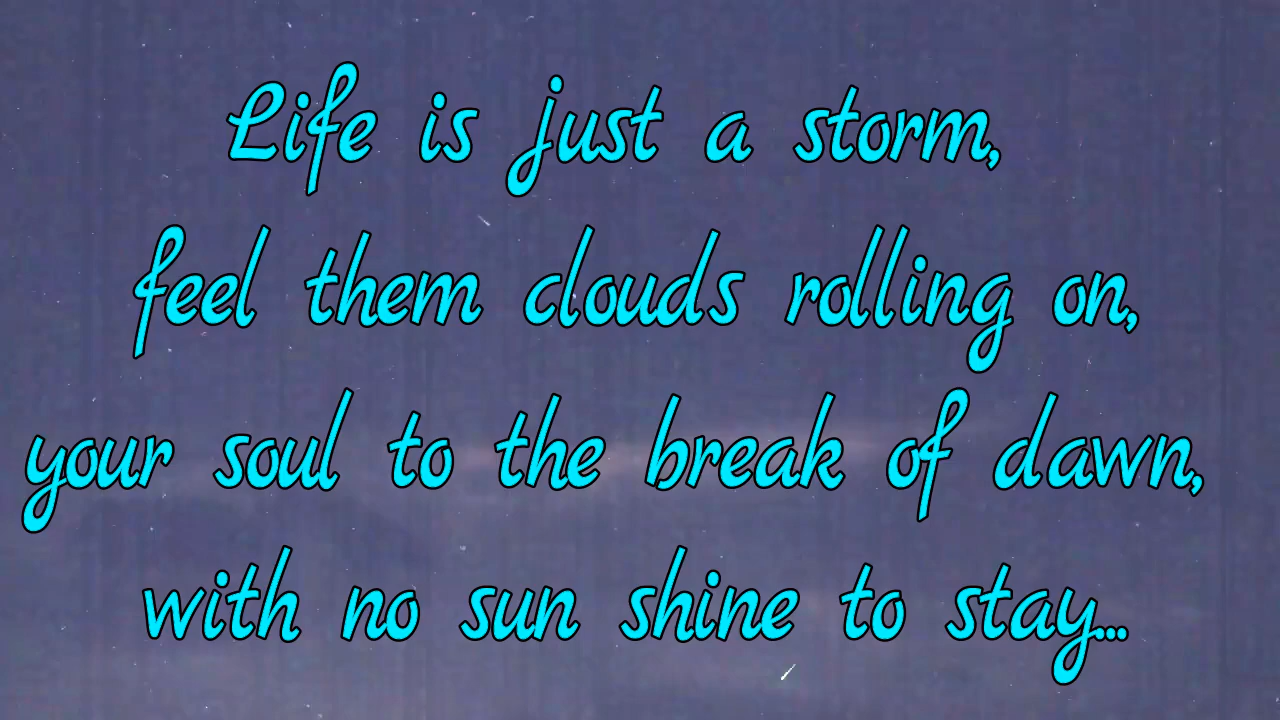 Life is just a storm,
feel them clouds rolling on,
your soul to the break of dawn,
with no sun shine to stay...